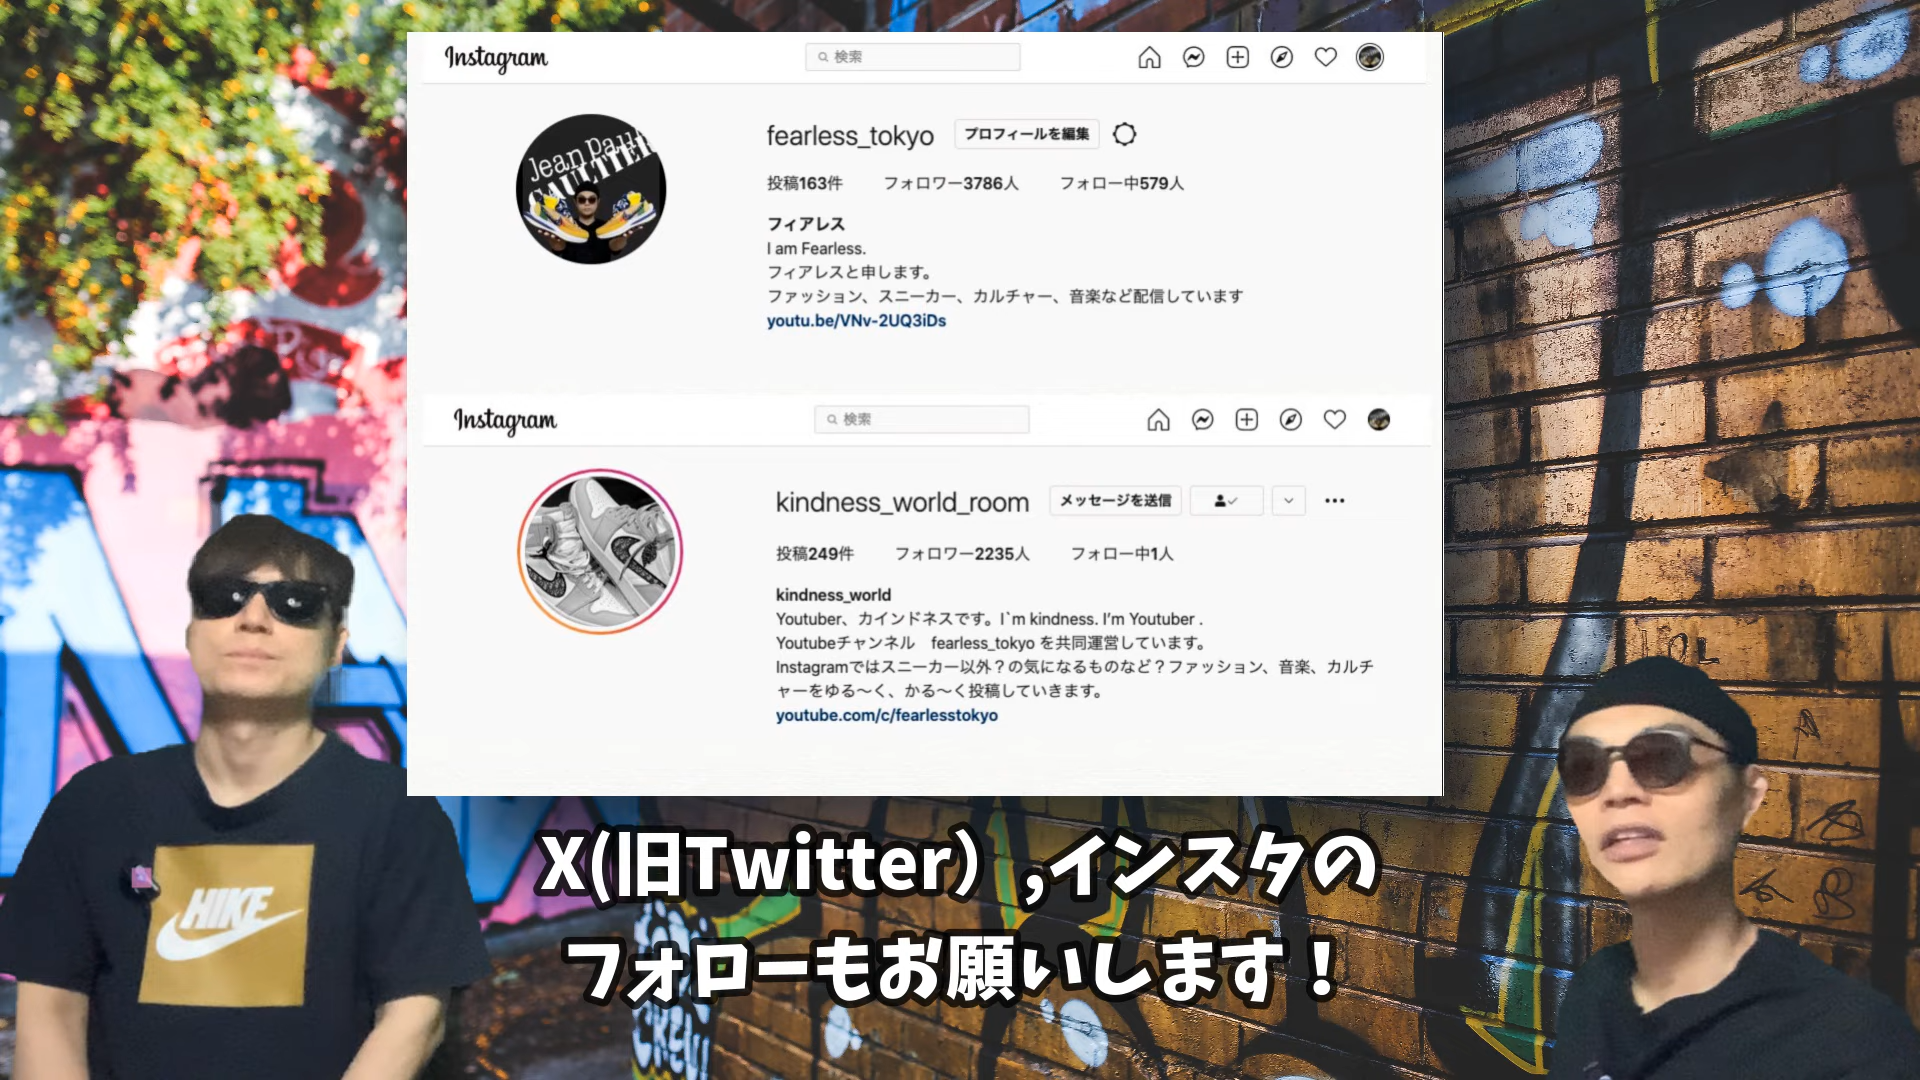 Instagram
検索
fearless_tokyo プロフィールを編集
投稿163件 フォロワー3786人 フォロー中579人
フィアレス
I am Fearless.
フィアレスと申します。
ファッション、スニーカー、カルチャー、音楽など配信しています
youtu.be/VNv-2UQ3iDs
Jean Paul
GAULTIER
Instagram
検索
kindness_world_room メッセージを送信
投稿249件 フォロワー2235人 フォロー中1人
kindness_world
Youtuber、カインドネスです。I`m kindness. I’m Youtuber .
Youtubeチャンネル　fearless_tokyo を共同運営しています。
Instagramではスニーカー以外？の気になるものなど？ファッション、音楽、カルチ
ャーをゆる〜く、かる〜く投稿していきます。
youtube.com/c/fearlesstokyo
LOL
X(旧Twitter）,インスタの
フォローもお願いします！